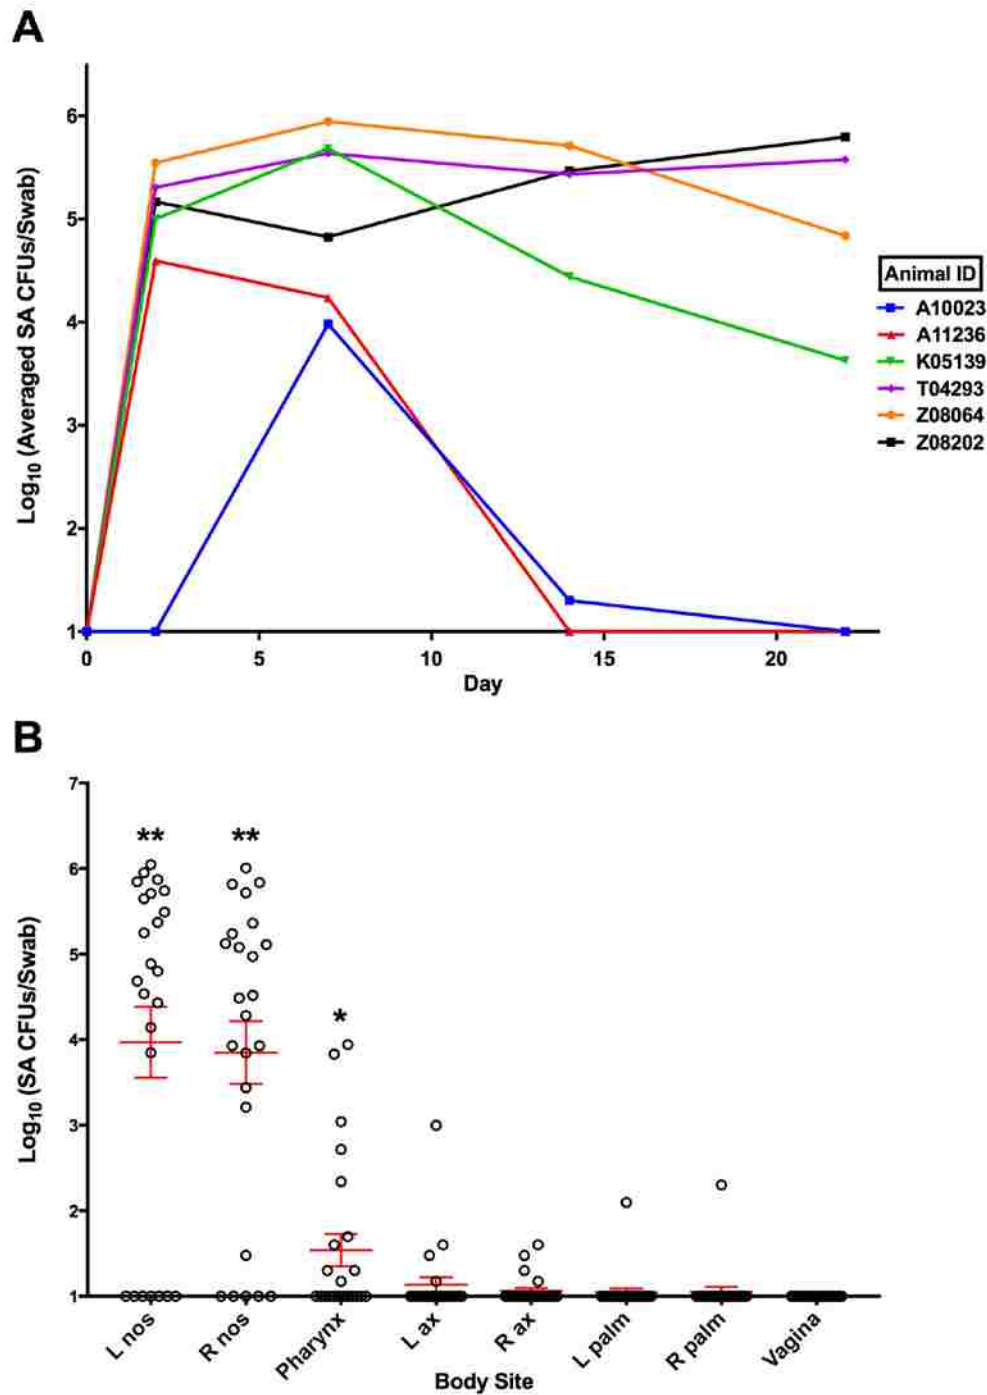 A
Log10 (Averaged SA CFUs/Swab)
6
5
4
3
2
1
0 5 10 15 20
Day
Animal ID
A10023
A11236
K05139
T04293
Z08064
Z08202
B
Log10 (SA CFUs/Swab)
7
6
5
4
3
2
1
** ** *
L nos R nos Pharynx L ax R ax L palm R palm Vagina
Body Site